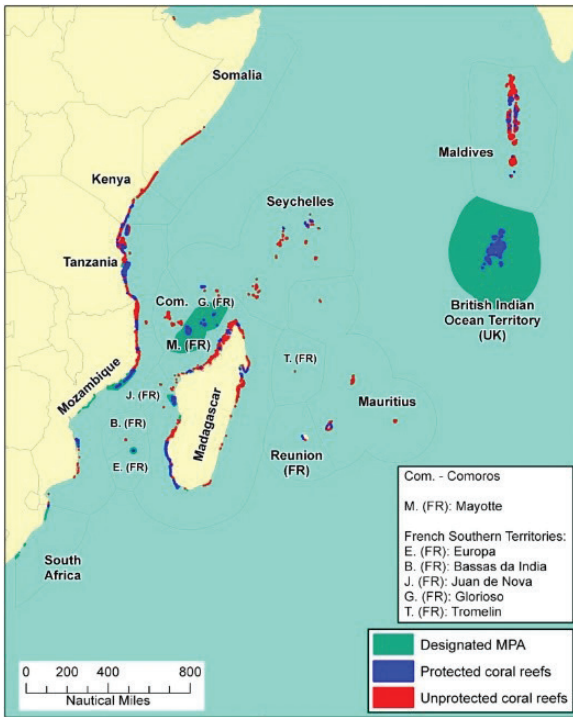 Somalia
Maldives
Kenya
Seychelles
Tanzania
Com.
G. (FR)
British Indian
Ocean Territory
(UK)
M. (FR)
T. (FR)
Mozambique
J. (FR)
Madagascar
Mauritius
B. (FR)
Reunion
(FR)
E. (FR)
Com. - Comoros
M. (FR): Mayotte
French Southern Territories:
E. (FR): Europa
B. (FR): Bassas da India
J. (FR): Juan de Nova
G. (FR): Glorioso
T. (FR): Tromelin
South
Africa
Designated MPA
Protected coral reefs
Unprotected coral reefs
0 200 400 800
Nautical Miles